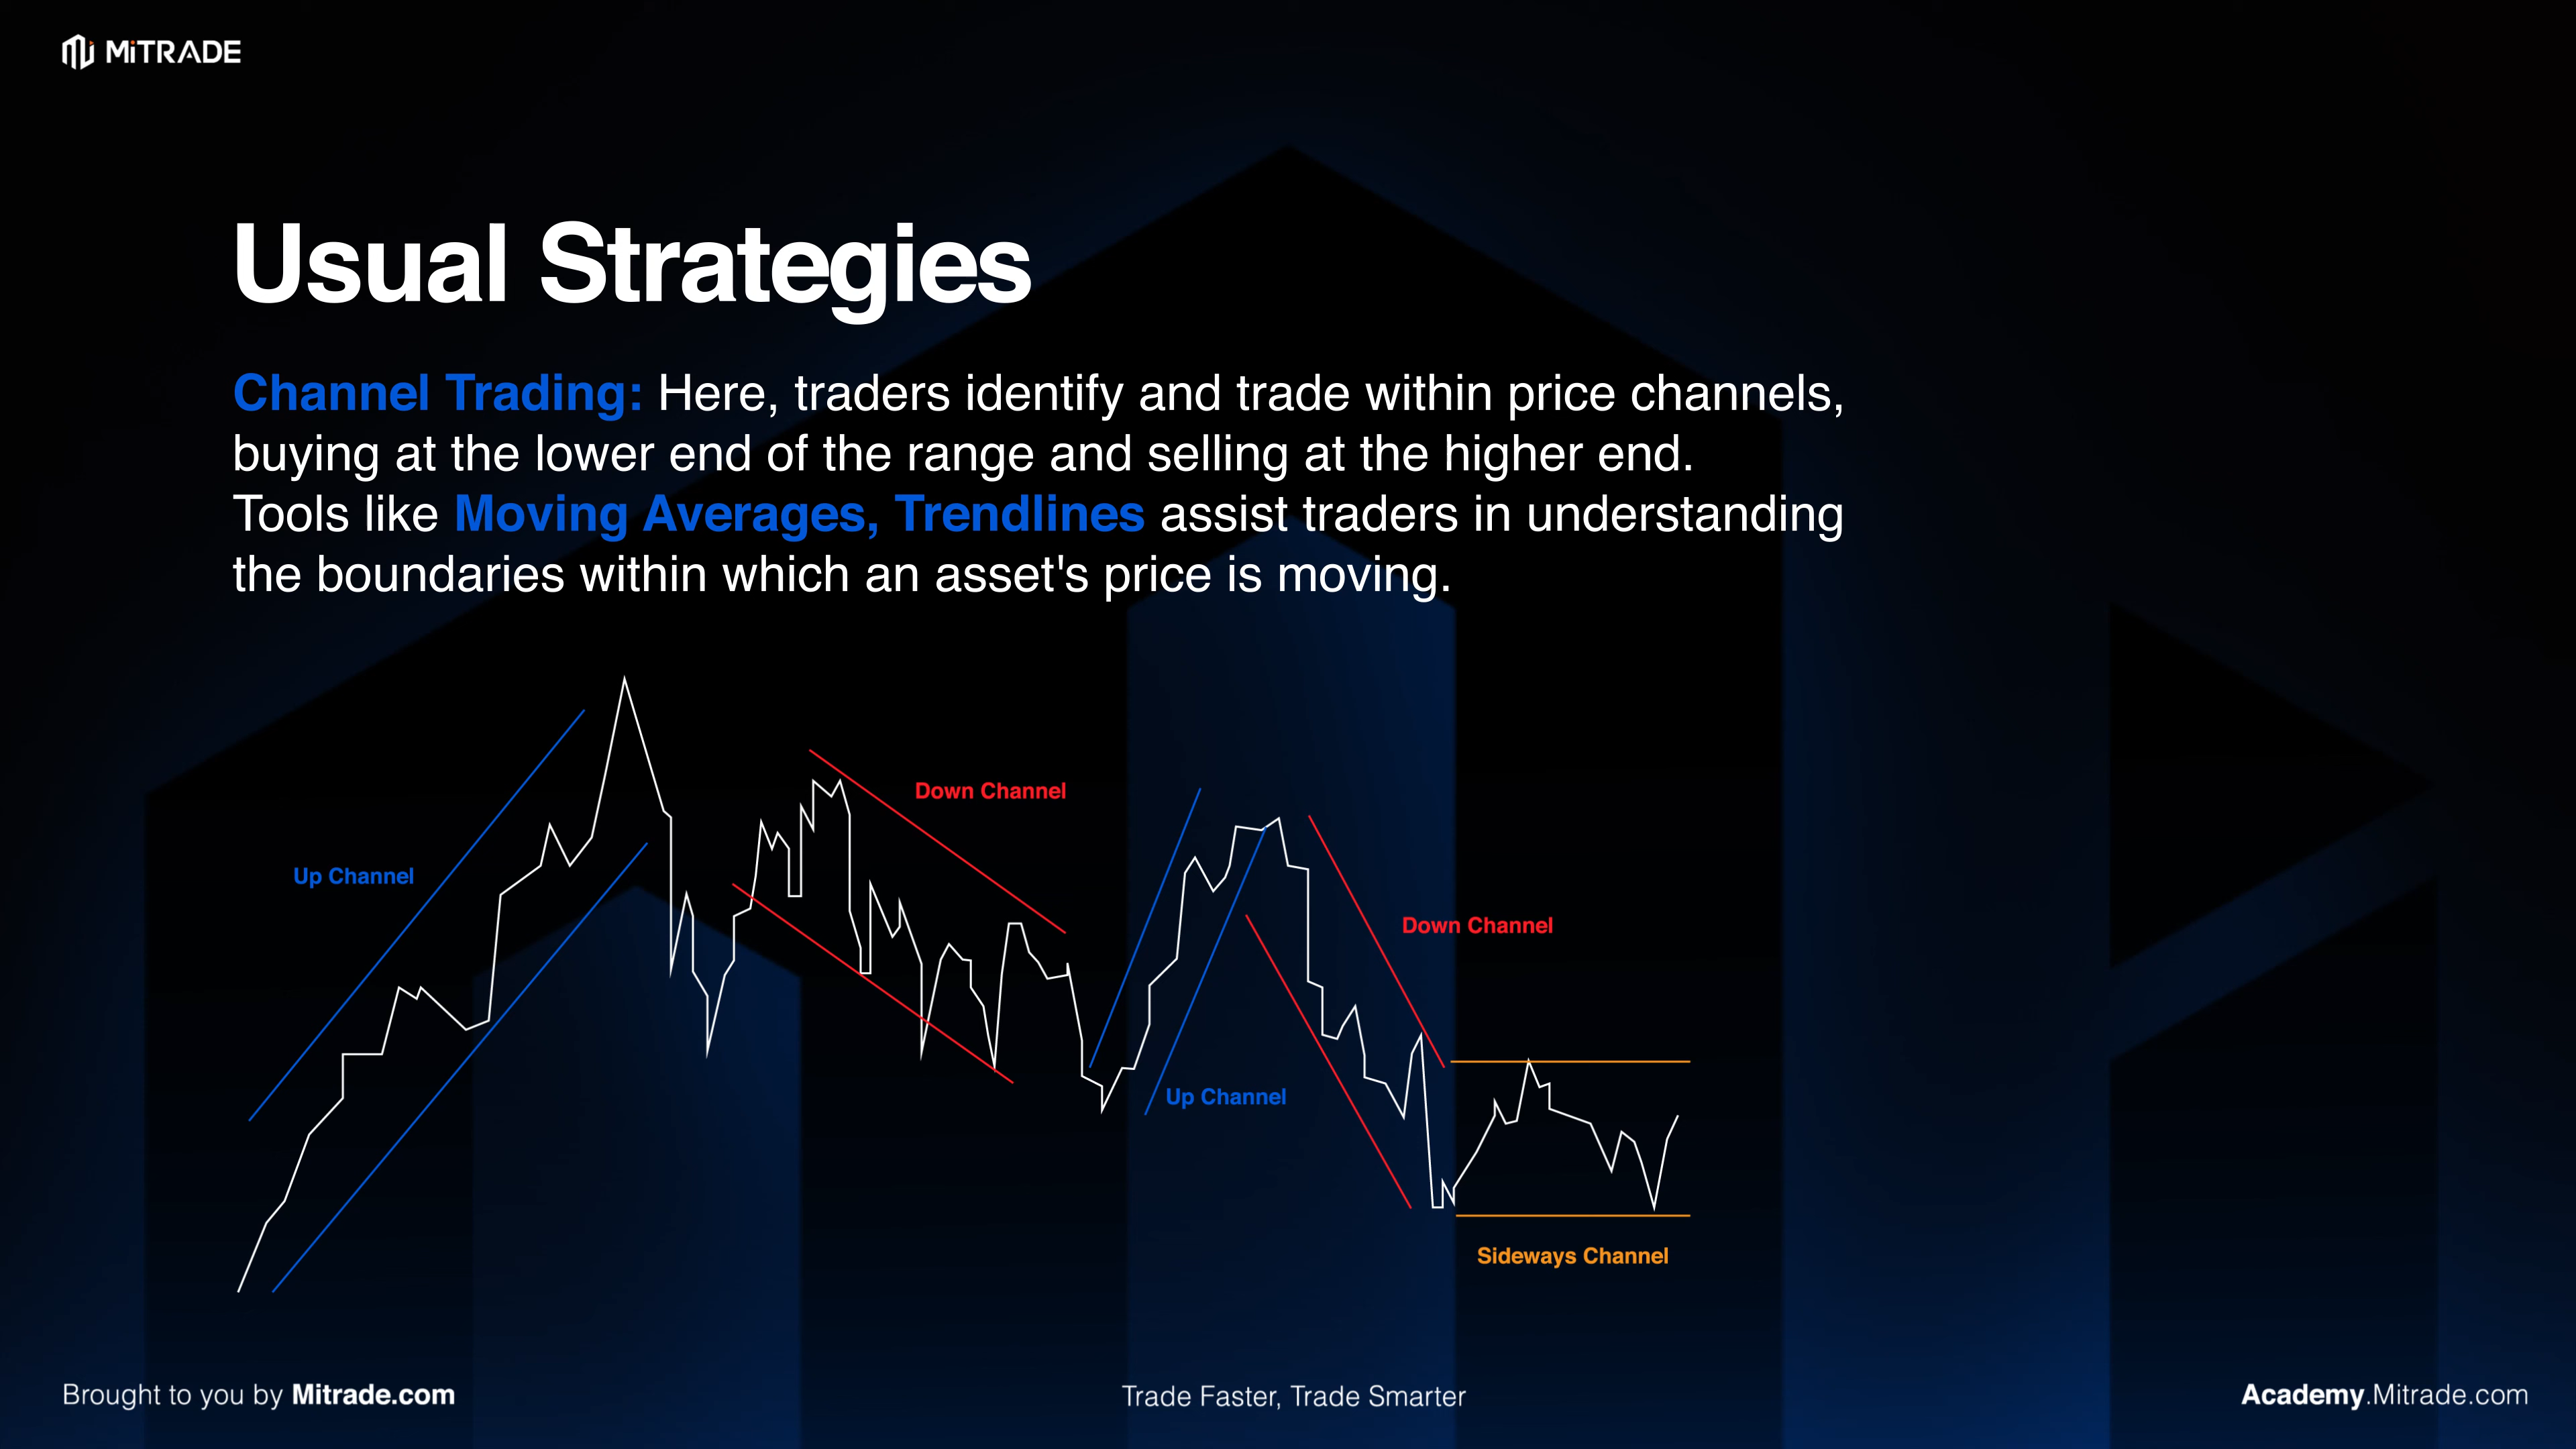 MiTRADE
Usual Strategies
Channel Trading: Here, traders identify and trade within price channels,
buying at the lower end of the range and selling at the higher end.
Tools like Moving Averages, Trendlines assist traders in understanding
the boundaries within which an asset's price is moving.
Down Channel
Up Channel
Down Channel
Up Channel
Sideways Channel
Brought to you by Mitrade.com
Trade Faster, Trade Smarter
Academy.Mitrade.com